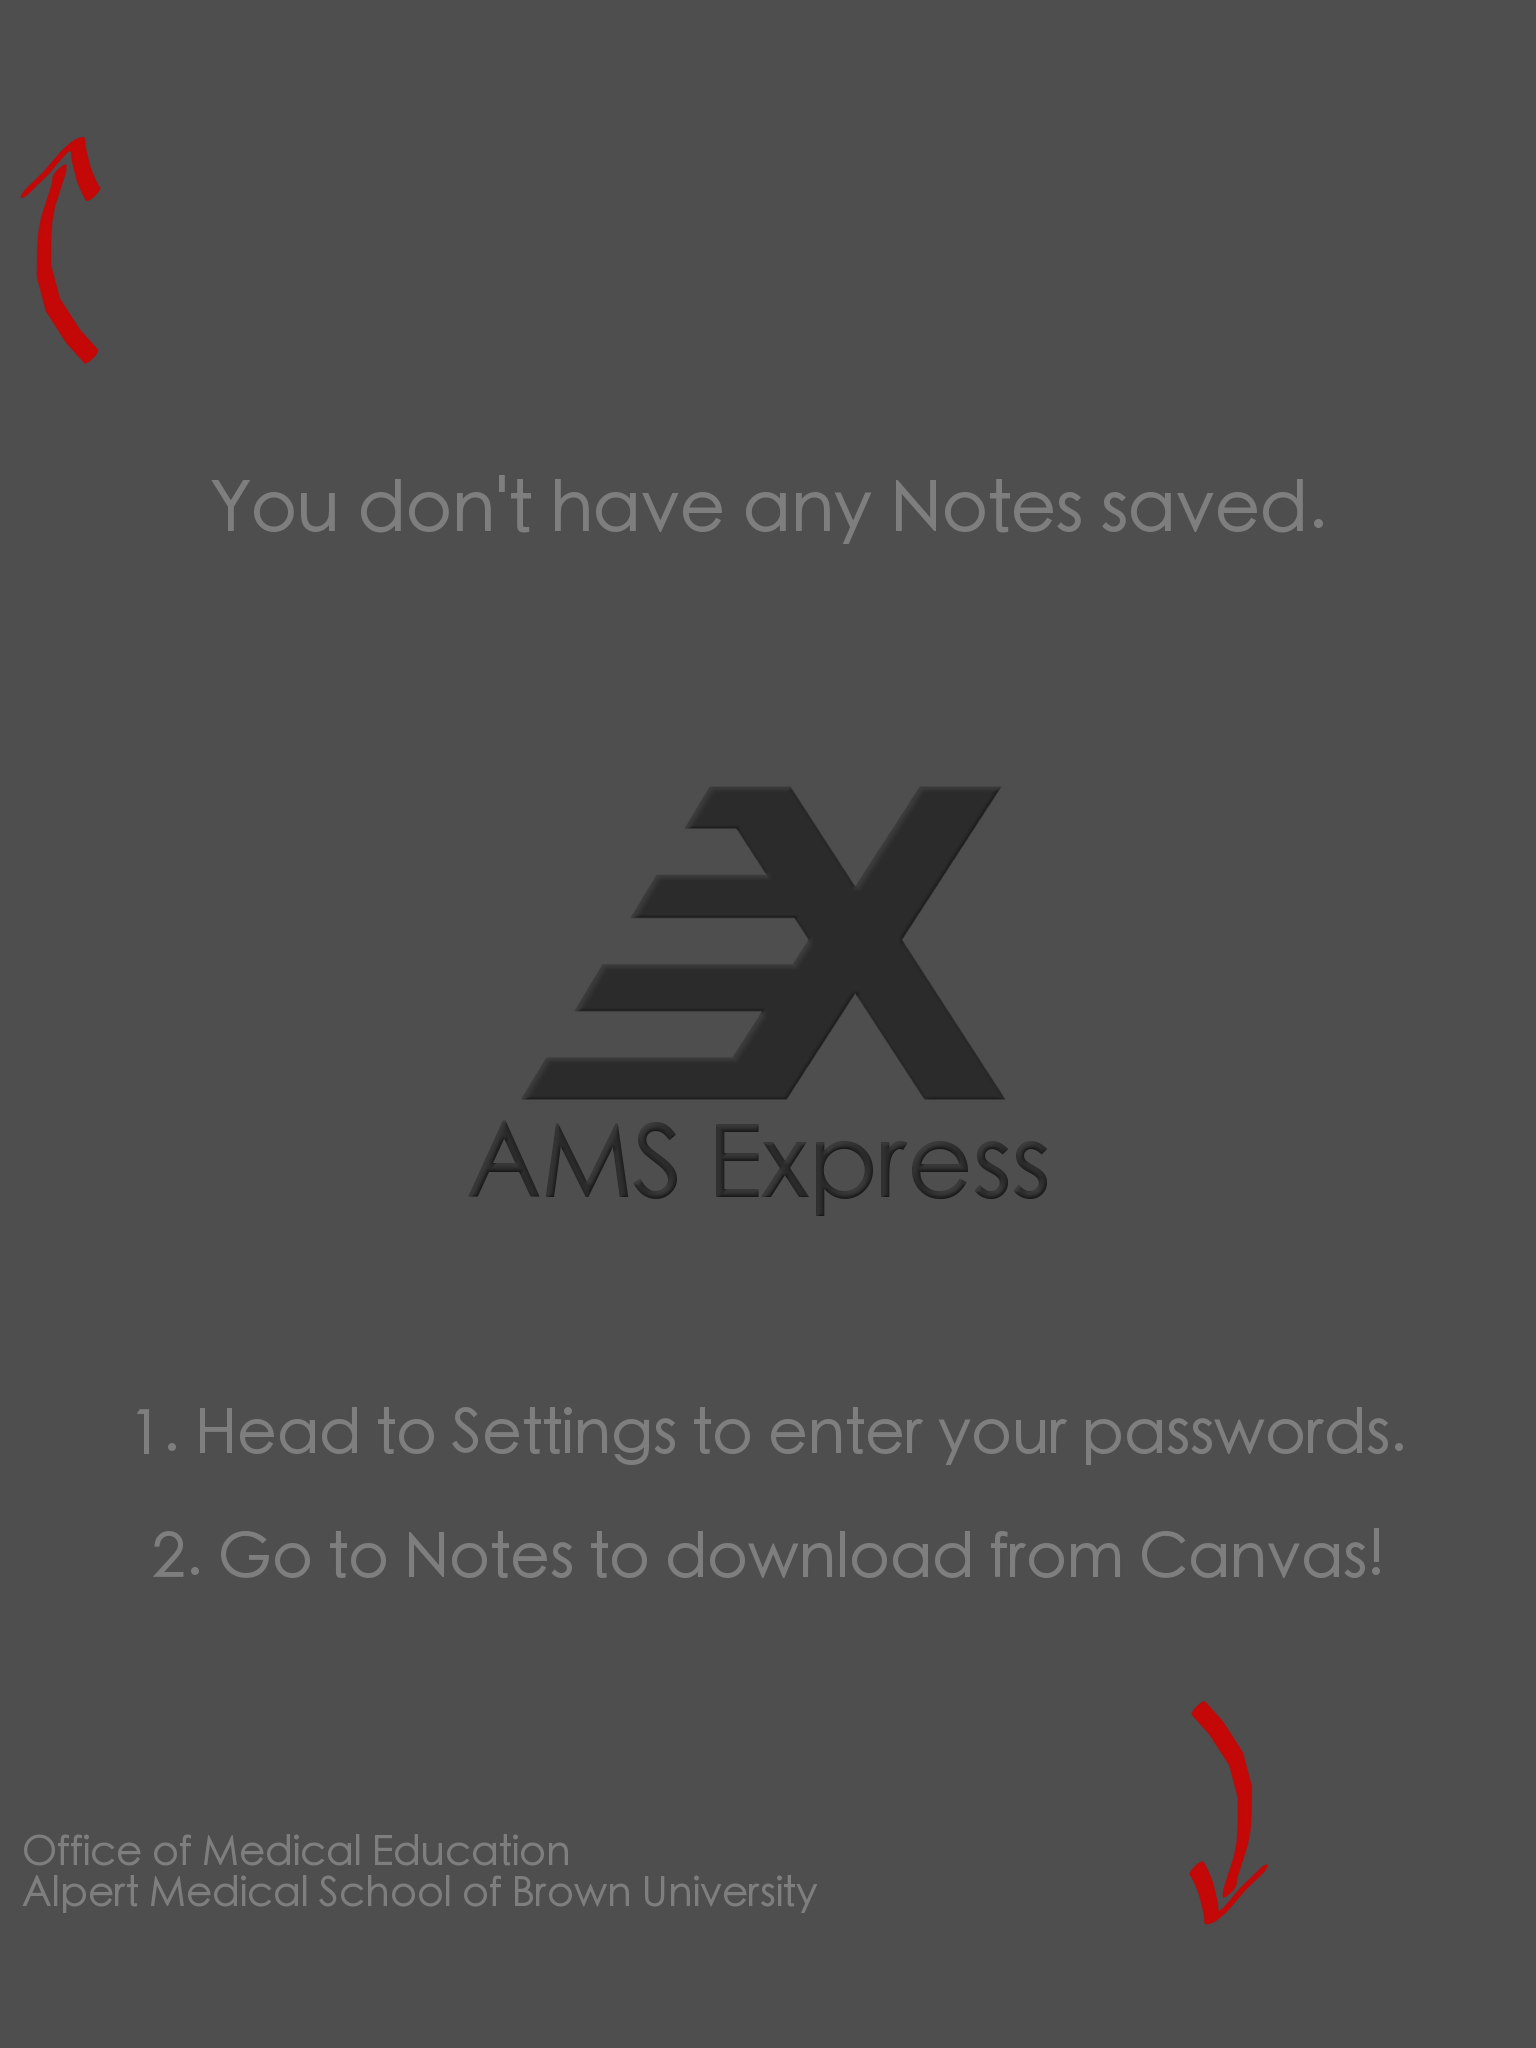 You don't have any Notes saved.
EX
AMS Express
1. Head to Settings to enter your passwords.
2. Go to Notes to download from Canvas!
Office of Medical Education
Alpert Medical School of Brown University